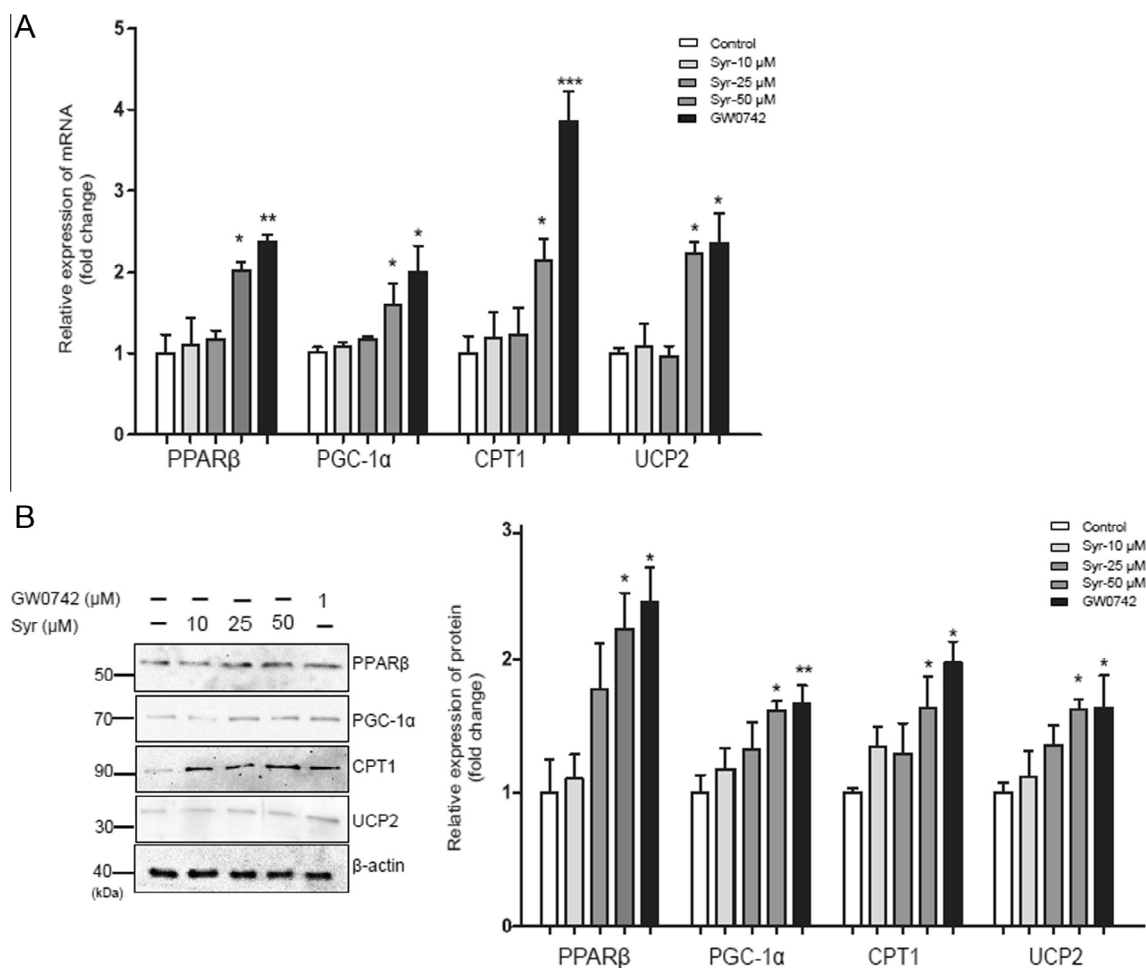 A
Relative expression of mRNA
(fold change)
5
4
3
2
1
0
Control
Syr-10 μM
Syr-25 μM
Syr-50 μM
GW0742
* ** * * * *** * *
PPARβ PGC-1α CPT1 UCP2
B
GW0742 (μM) – – – – 1
Syr (μM) – 10 25 50 –
50 PPARβ
70 PGC-1α
90 CPT1
30 UCP2
40 β-actin
(kDa)
Relative expression of protein
(fold change)
3
2
1
0
Control
Syr-10 μM
Syr-25 μM
Syr-50 μM
GW0742
* * * ** * * * *
PPARβ PGC-1α CPT1 UCP2